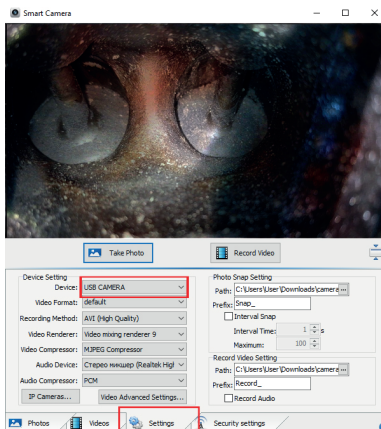 Smart Camera
Take Photo
Record Video
Device Setting
Device: USB CAMERA
Video Format: default
Recording Method: AVI (High Quality)
Video Renderer: Video mixing renderer 9
Video Compressor: MJPEG Compressor
Audio Device: Стерео микшер (Realtek High
Audio Compressor: PCM
IP Cameras... Video Advanced Settings...
Photo Snap Setting
Path: C:\Users\User\Downloads\camera ...
Prefix: Snap_
Interval Snap
Interval Time: 1 s
Maximum: 100
Record Video Setting
Path: C:\Users\User\Downloads\camera ...
Prefix: Record_
Record Audio
Photos Videos Settings Security settings